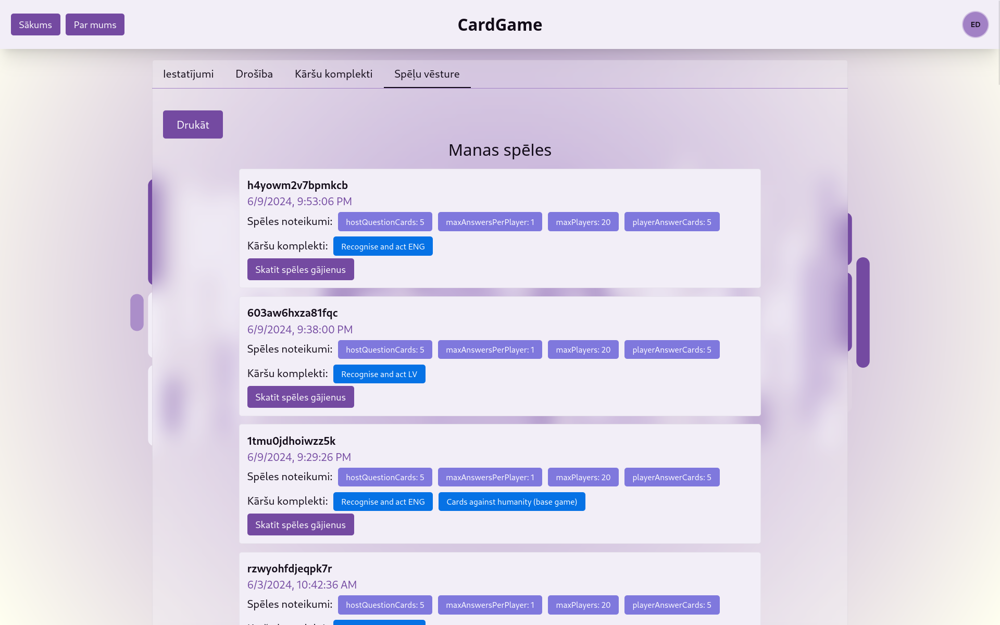 Sākums Par mums CardGame ED
Iestatījumi Drošība Kāršu komplekti Spēļu vēsture
Drukāt
Manas spēles
h4yowm2v7bpmkcb
6/9/2024, 9:53:06 PM
Spēles noteikumi: hostQuestionCards: 5 maxAnswersPerPlayer: 1 maxPlayers: 20 playerAnswerCards: 5
Kāršu komplekti: Recognise and act ENG
Skatīt spēles gājienus
603aw6hxza81fqc
6/9/2024, 9:38:00 PM
Spēles noteikumi: hostQuestionCards: 5 maxAnswersPerPlayer: 1 maxPlayers: 20 playerAnswerCards: 5
Kāršu komplekti: Recognise and act LV
Skatīt spēles gājienus
1tmu0jdhoiwzz5k
6/9/2024, 9:29:26 PM
Spēles noteikumi: hostQuestionCards: 5 maxAnswersPerPlayer: 1 maxPlayers: 20 playerAnswerCards: 5
Kāršu komplekti: Recognise and act ENG Cards against humanity (base game)
Skatīt spēles gājienus
rzwyohfdjeqpk7r
6/3/2024, 10:42:36 AM
Spēles noteikumi: hostQuestionCards: 5 maxAnswersPerPlayer: 1 maxPlayers: 20 playerAnswerCards: 5